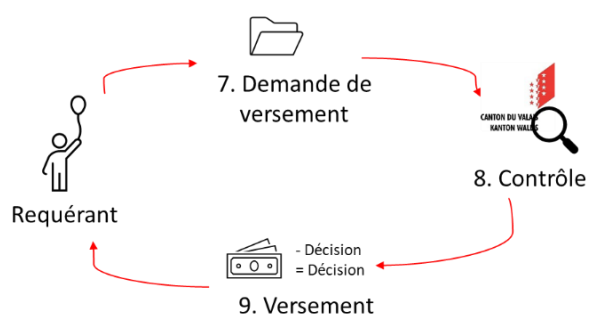 7. Demande de
versement
CANTON DU VALAIS
KANTON WALLIS
8. Contrôle
Requérant
- Décision
= Décision
9. Versement